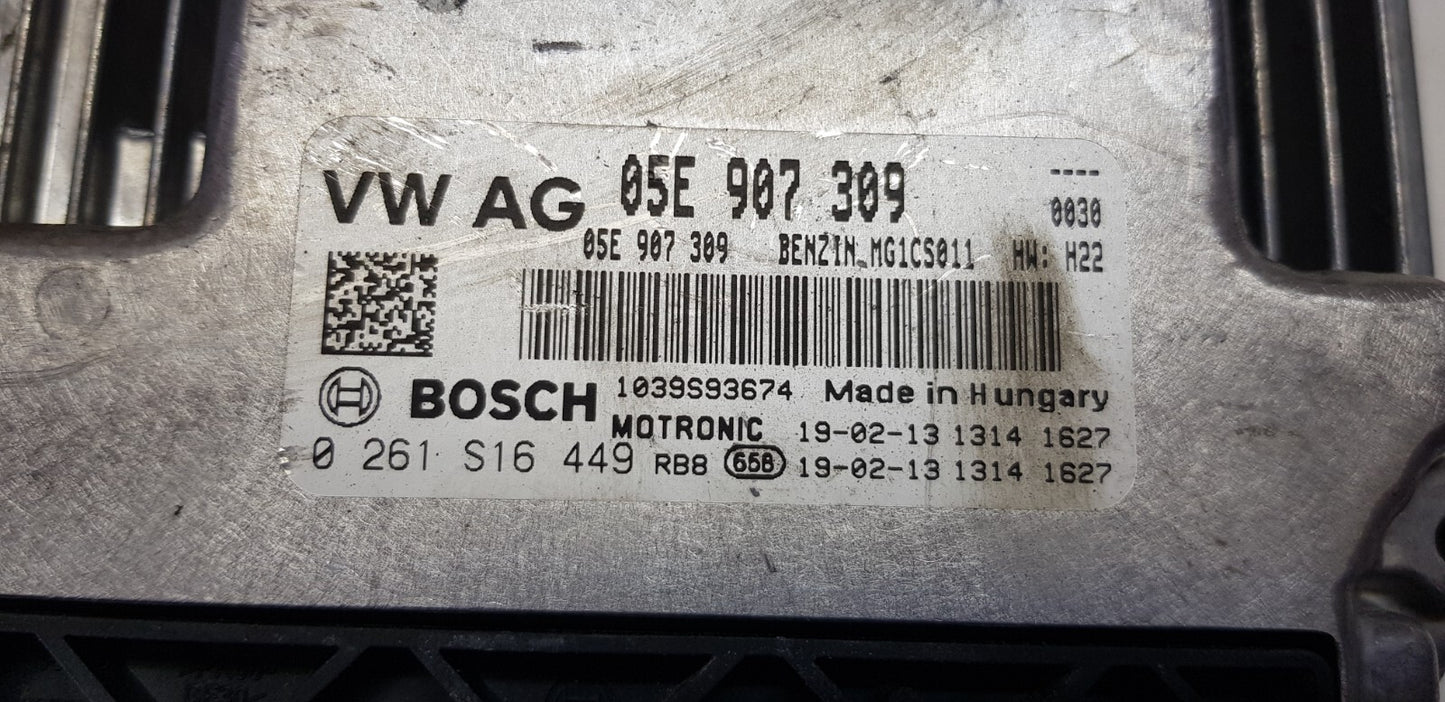 VW AG 05E 907 309 ----
0030
05E 907 309 BENZIN MG1CS011 HW: H22
BOSCH 1039S93674 Made in Hungary
MOTRONIC 19-02-13 1314 1627
0 261 S16 449 RB8 658 19-02-13 1314 1627